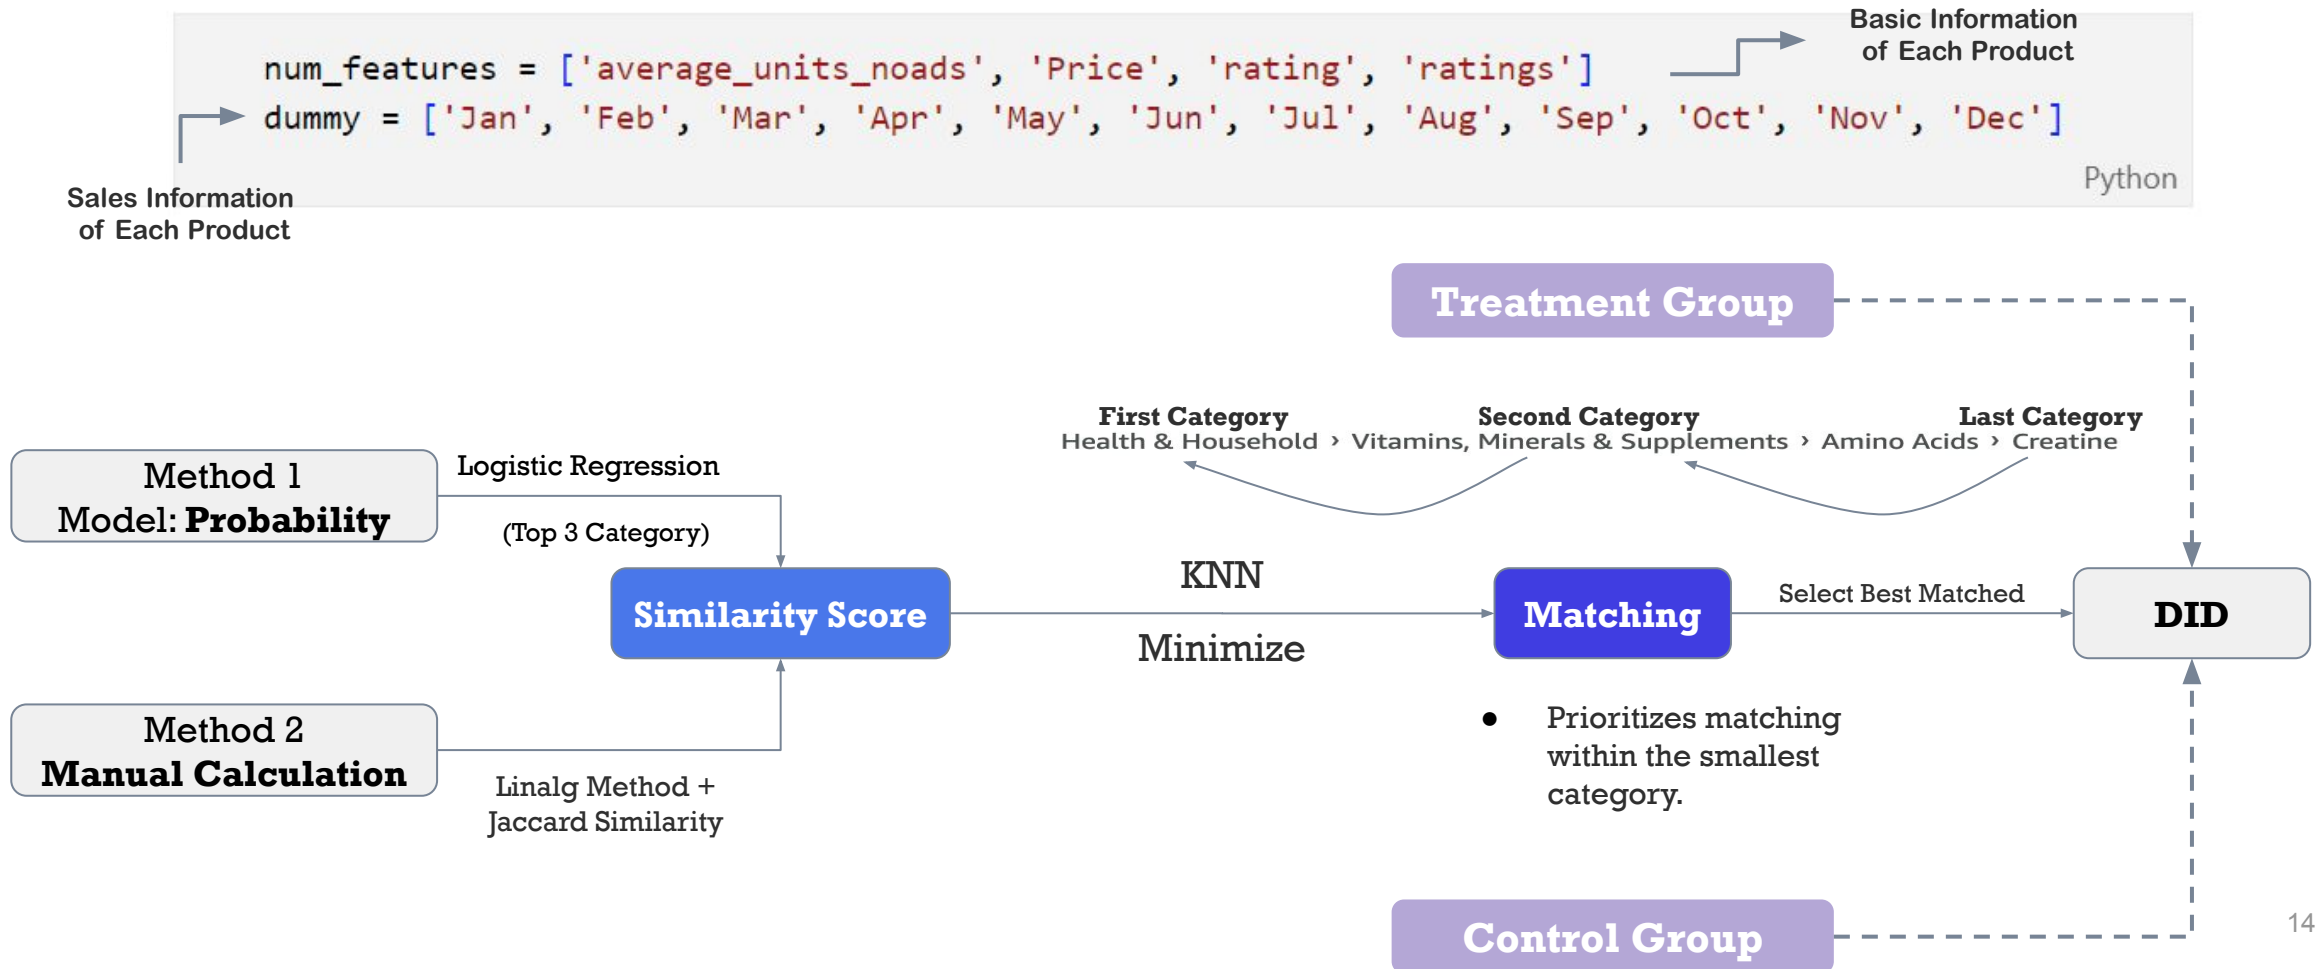 Basic Information
of Each Product
num_features = ['average_units_noads', 'Price', 'rating', 'ratings']
dummy = ['Jan', 'Feb', 'Mar', 'Apr', 'May', 'Jun', 'Jul', 'Aug', 'Sep', 'Oct', 'Nov', 'Dec']
Python
Sales Information
of Each Product
Treatment Group
First Category
Second Category
Last Category
Health & Household › Vitamins, Minerals & Supplements › Amino Acids › Creatine
Method 1
Model: Probability
Logistic Regression
(Top 3 Category)
Similarity Score
KNN
Minimize
Matching
Select Best Matched
DID
Method 2
Manual Calculation
Linalg Method +
Jaccard Similarity
● Prioritizes matching
within the smallest
category.
Control Group
14